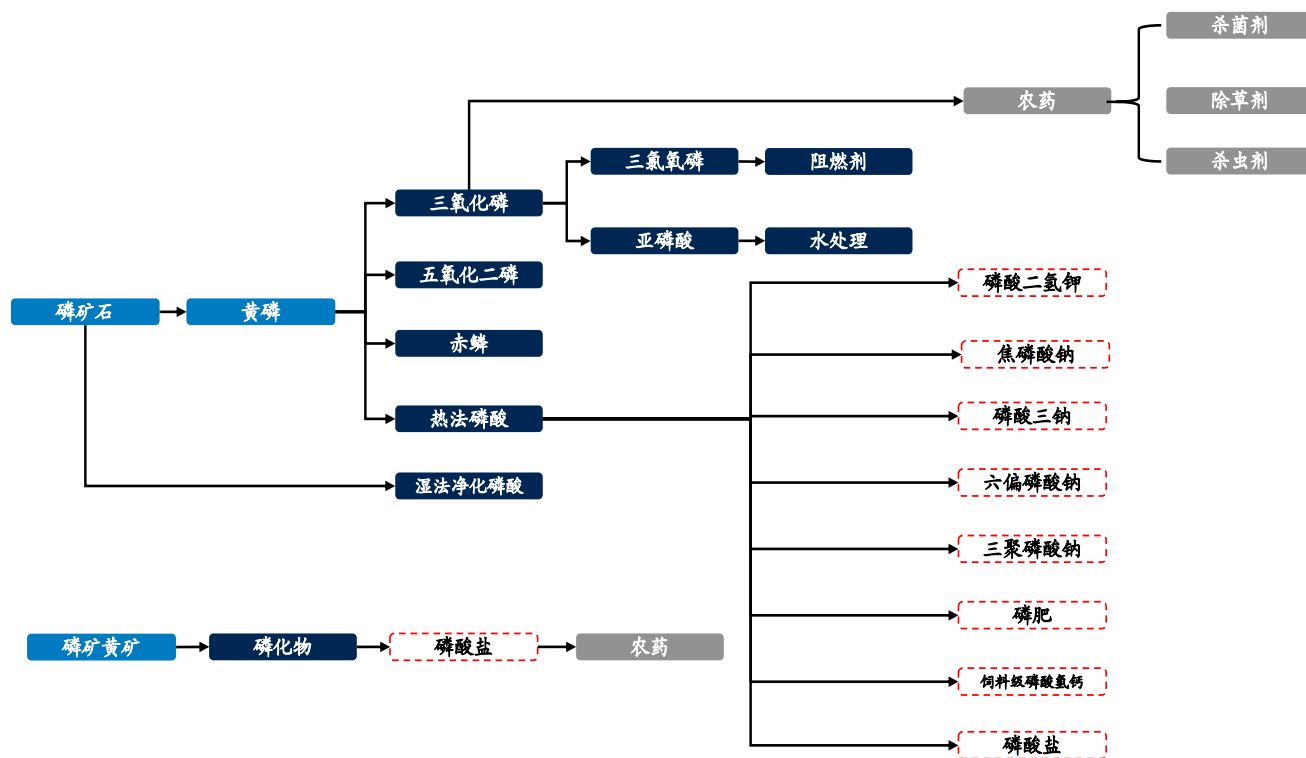 杀菌剂
农药
除草剂
三氯氧磷
阻燃剂
杀虫剂
三氧化磷
亚磷酸
水处理
五氧化二磷
磷酸二氢钾
磷矿石
黄磷
赤鳞
焦磷酸钠
热法磷酸
磷酸三钠
湿法净化磷酸
六偏磷酸钠
三聚磷酸钠
磷肥
磷矿黄矿
磷化物
磷酸盐
农药
饲料级磷酸氢钙
磷酸盐